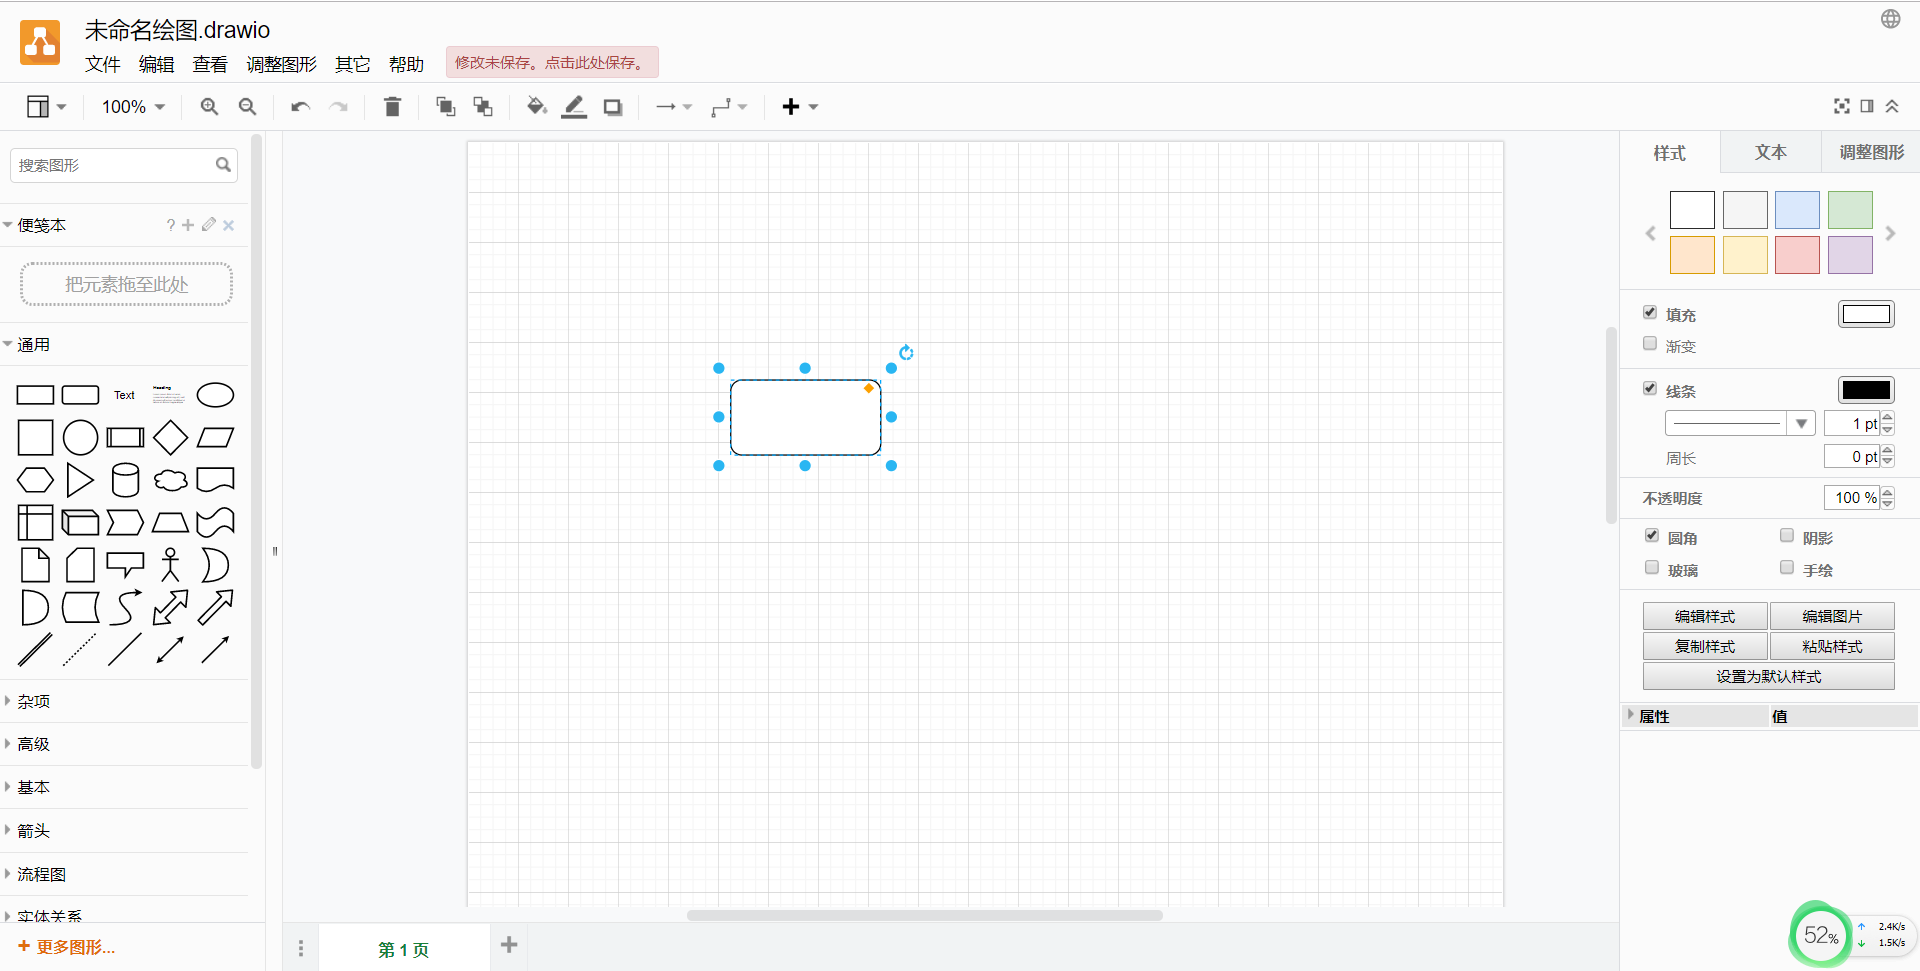 未命名绘图.drawio
文件 编辑 查看 调整图形 其它 帮助 修改未保存。点击此处保存。
100%
搜索图形
便笺本 ?
把元素拖至此处
通用
Text
Heading
杂项
高级
基本
箭头
流程图
实体关系
+ 更多图形...
第 1 页
样式 文本 调整图形
填充
渐变
线条
1 pt
周长 0 pt
不透明度 100 %
圆角 阴影
玻璃 手绘
编辑样式 编辑图片
复制样式 粘贴样式
设置为默认样式
属性 值
52% ↑ 2.4K/s
↓ 1.5K/s